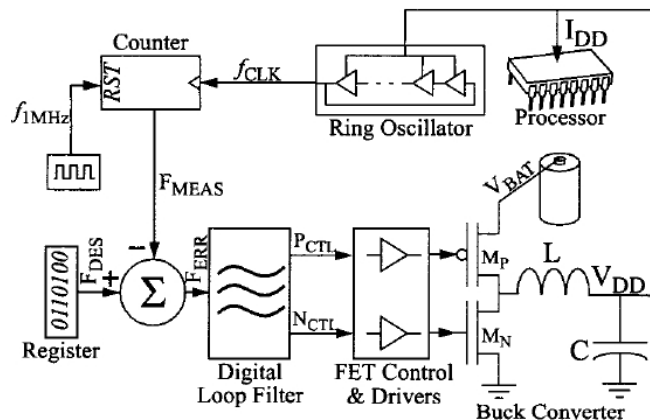 Counter
RST
f1MHz
fCLK
Ring Oscillator
IDD
Processor
FMEAS
VBAT
0110100
Register
FDES
+
−
Σ
FERR
PCTL
NCTL
Digital
Loop Filter
FET Control
& Drivers
MP
MN
L
VDD
C
Buck Converter